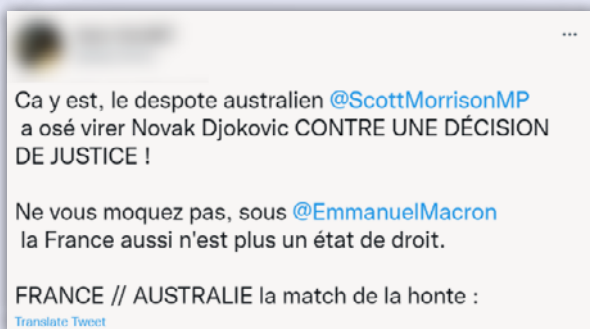 ...
Ca y est, le despote australien @ScottMorrisonMP
a osé virer Novak Djokovic CONTRE UNE DÉCISION
DE JUSTICE !
Ne vous moquez pas, sous @EmmanuelMacron
la France aussi n'est plus un état de droit.
FRANCE // AUSTRALIE la match de la honte :
Translate Tweet